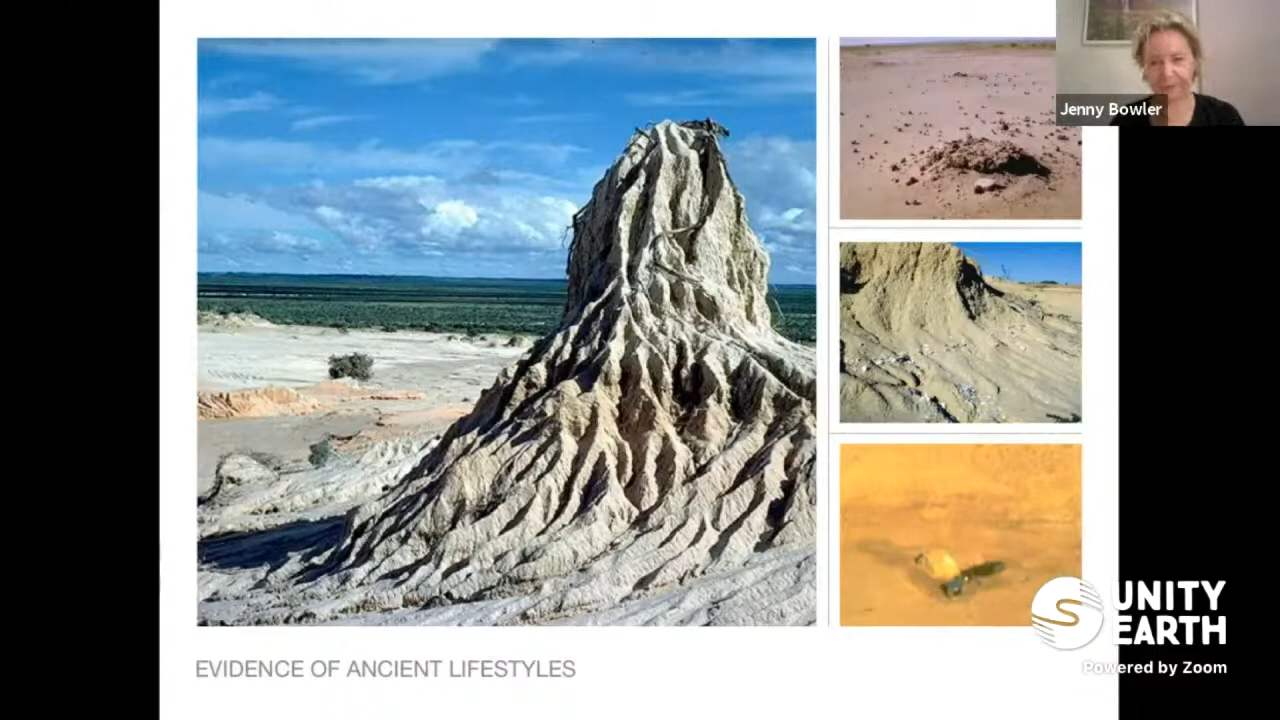 Jenny Bowler
EVIDENCE OF ANCIENT LIFESTYLES
UNITY
EARTH
Powered by Zoom